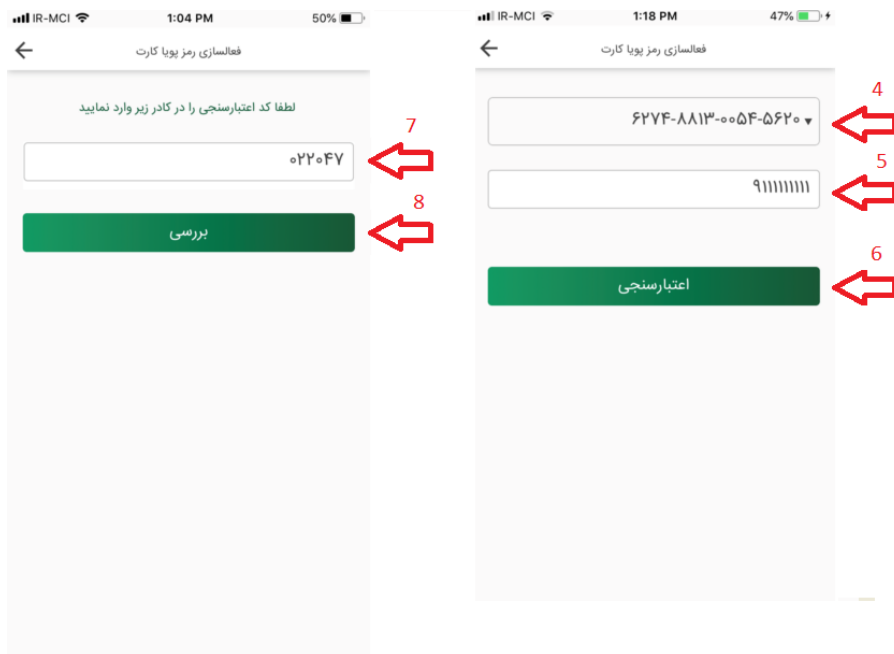 IR-MCI 1:04 PM 50%
فعالسازی رمز پویا کارت
لطفا کد اعتبارسنجی را در کادر زیر وارد نمایید
7
۰۲۲۰۴۷
8
بررسی
IR-MCI 1:18 PM 47%
فعالسازی رمز پویا کارت
4
۶۲۷۴-۸۸۱۳-۰۰۵۴-۵۶۲۰
5
۹۱۱۱۱۱۱۱۱۱
6
اعتبارسنجی